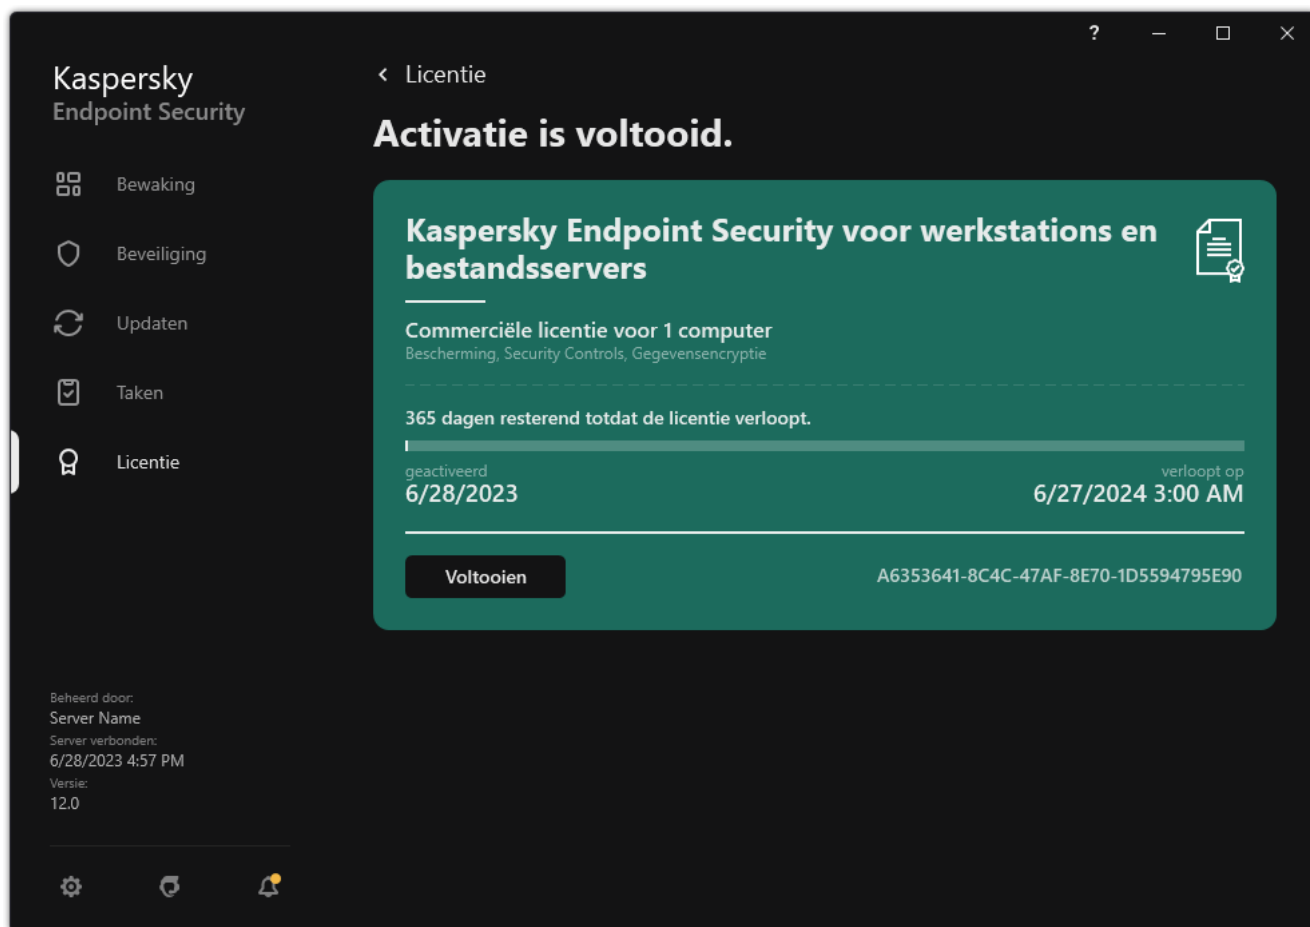 ?
Kaspersky
Endpoint Security
Bewaking
Beveiliging
Updaten
Taken
Licentie
Beheerd door:
Server Name
Server verbonden:
6/28/2023 4:57 PM
Versie:
12.0
Licentie
Activatie is voltooid.
Kaspersky Endpoint Security voor werkstations en
bestandsservers
Commerciële licentie voor 1 computer
Bescherming, Security Controls, Gegevensencryptie
365 dagen resterend totdat de licentie verloopt.
geactiveerd
6/28/2023
verloopt op
6/27/2024 3:00 AM
Voltooien
A6353641-8C4C-47AF-8E70-1D5594795E90